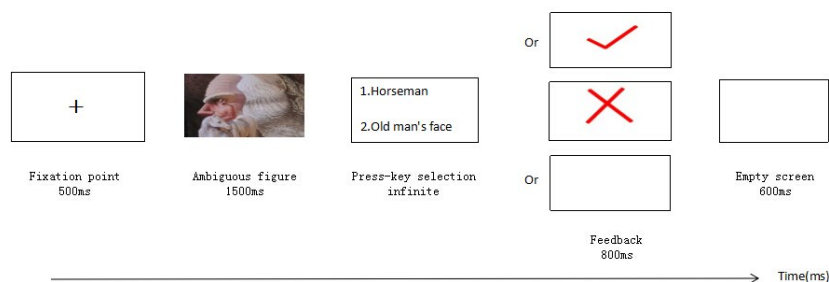 Or
+
1.Horseman
2.Old man's face
Fixation point
500ms
Ambiguous figure
1500ms
Press-key selection
infinite
Or
Feedback
800ms
Empty screen
600ms
Time(ms)